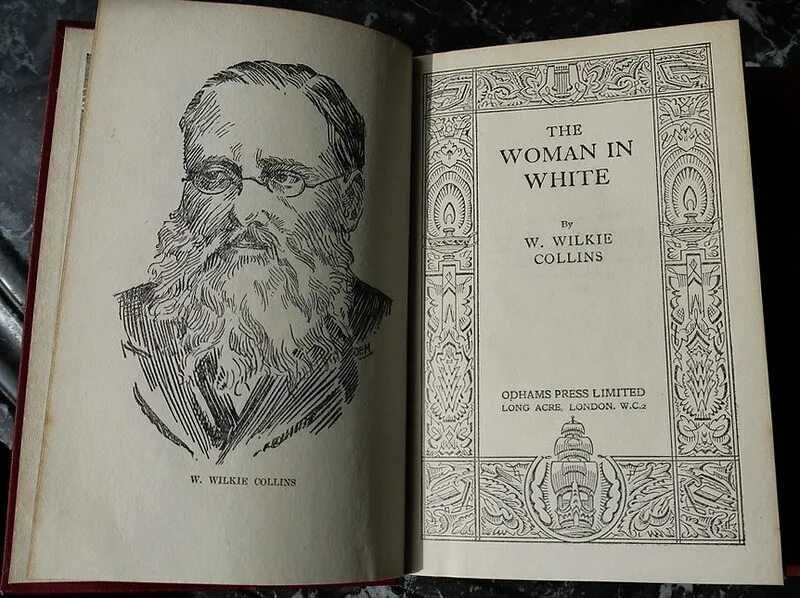 W. WILKIE COLLINS
THE
WOMAN IN
WHITE
By
W. WILKIE
COLLINS
ODHAMS PRESS LIMITED
LONG ACRE, LONDON. W.C.2